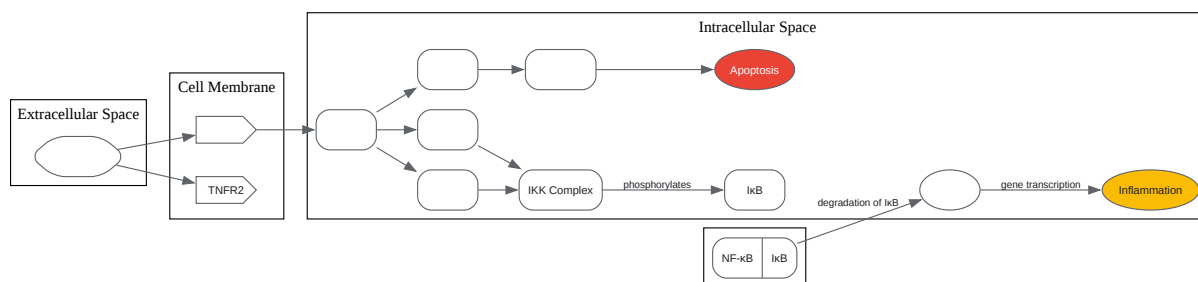 Intracellular Space
Cell Membrane
Extracellular Space
Apoptosis
TNFR2
IKK Complex
phosphorylates
IκB
degradation of IκB
gene transcription
Inflammation
NF-κB
IκB